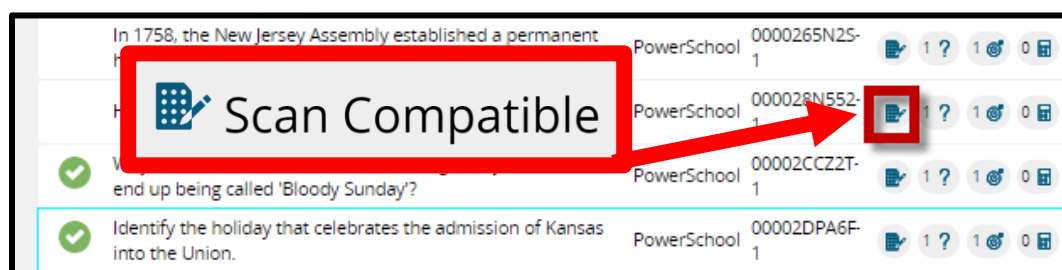 In 1758, the New Jersey Assembly established a permanent
PowerSchool 0000265N2S-
1
1 ? 1 0
Scan Compatible
PowerSchool 000028N552-
1 ? 1 0
PowerSchool 00002CCZ2T-
1
1 ? 1 0
end up being called 'Bloody Sunday'?
Identify the holiday that celebrates the admission of Kansas
into the Union.
PowerSchool 00002DPA6F-
1
1 ? 1 0